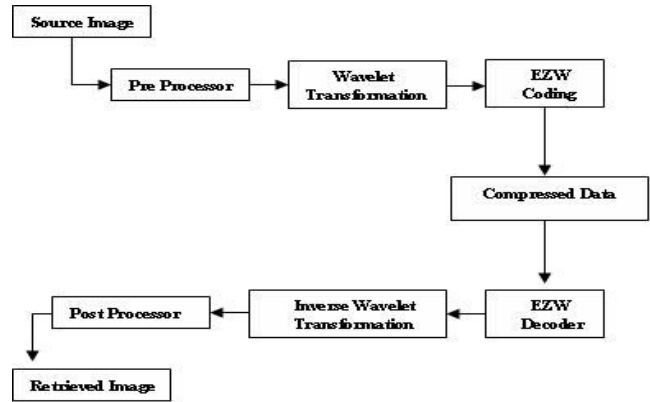 Source Image
Pre Processor
Wavelet
Transformation
EZW
Coding
Compressed Data
EZW
Decoder
Inverse Wavelet
Transformation
Post Processor
Retrieved Image